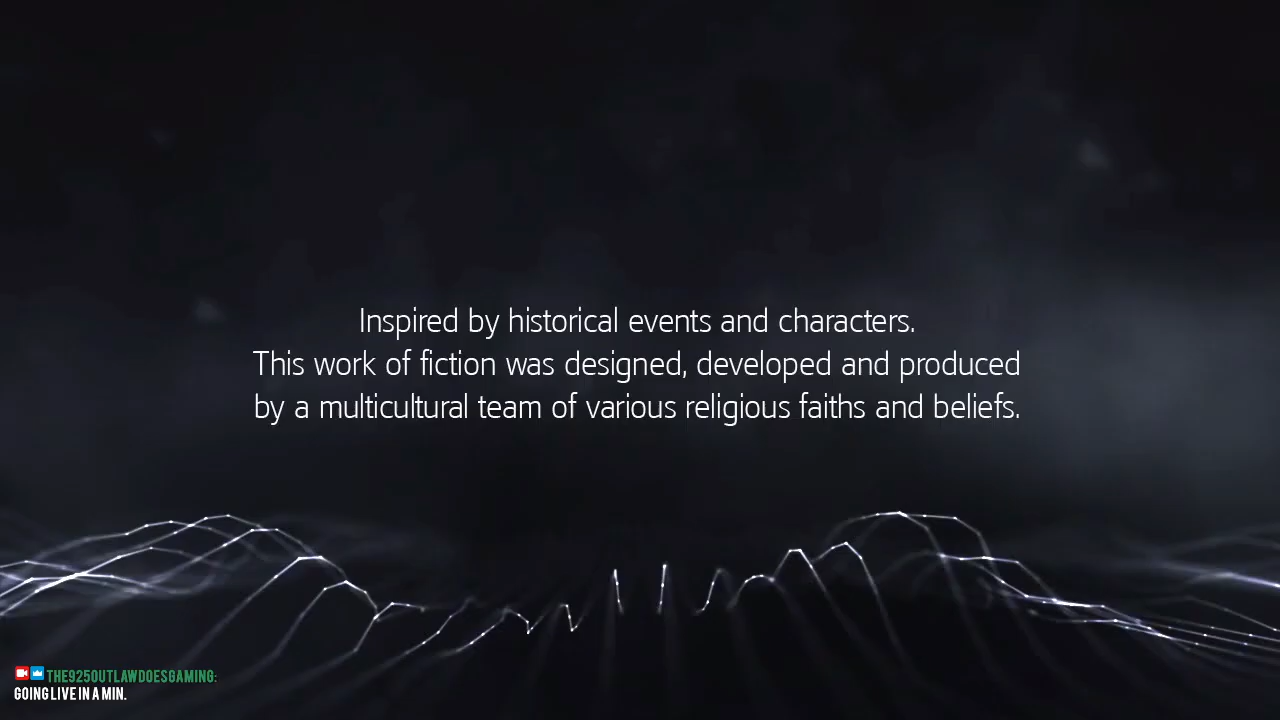 Inspired by historical events and characters.
This work of fiction was designed, developed and produced
by a multicultural team of various religious faiths and beliefs.
THE925OUTLAWDOESGAMING:
GOING LIVE IN A MIN.